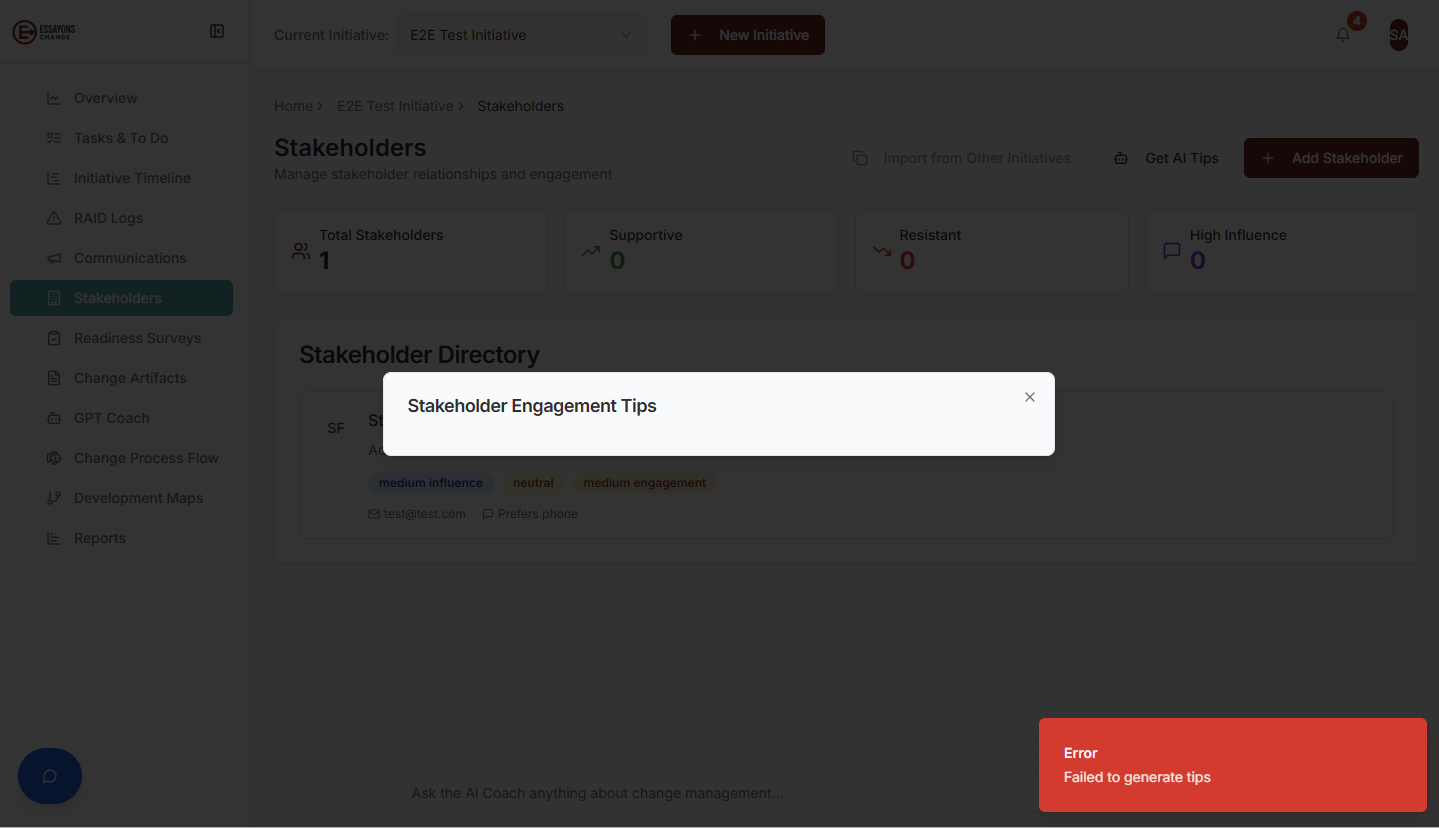 ESSAYONS
CHANGE
Current Initiative:
E2E Test Initiative
New Initiative
4
SA
Overview
Tasks & To Do
Initiative Timeline
RAID Logs
Communications
Stakeholders
Readiness Surveys
Change Artifacts
GPT Coach
Change Process Flow
Development Maps
Reports
Home
E2E Test Initiative
Stakeholders
Stakeholders
Manage stakeholder relationships and engagement
Import from Other Initiatives
Get AI Tips
Add Stakeholder
Total Stakeholders
1
Supportive
0
Resistant
0
High Influence
0
Stakeholder Directory
SF
St
Stakeholder Engagement Tips
medium influence
neutral
medium engagement
test@test.com
Prefers phone
Ask the AI Coach anything about change management...
Error
Failed to generate tips